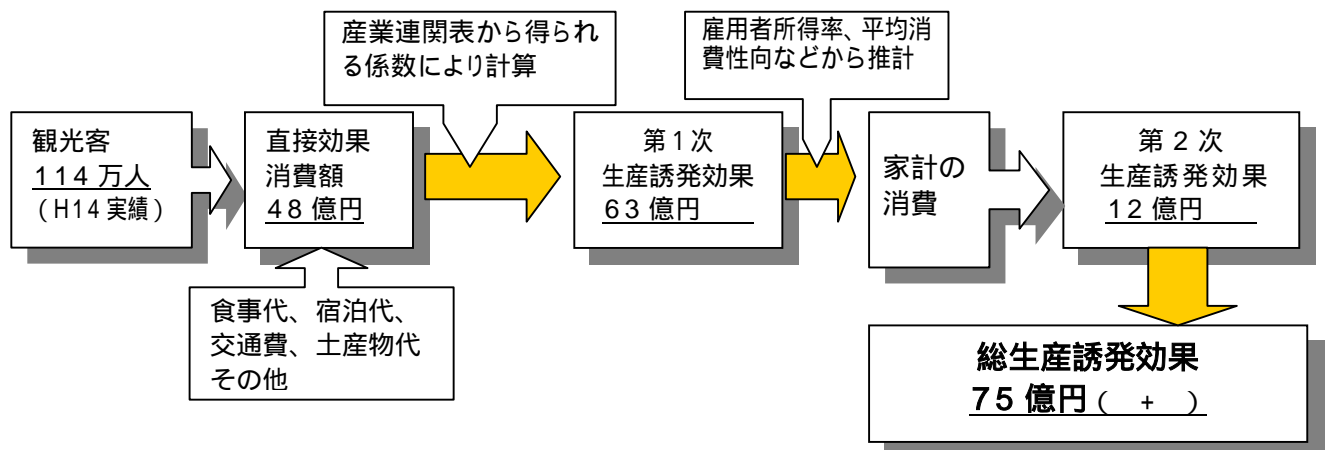 産業連関表から得られ
る係数により計算
雇用者所得率、平均消
費性向などから推計
観光客
114万人
(H14実績)
直接効果
消費額
48億円
第1次
生産誘発効果
63億円
家計の
消費
第2次
生産誘発効果
12億円
食事代、宿泊代、
交通費、土産物代
その他
総生産誘発効果
75億円( + )